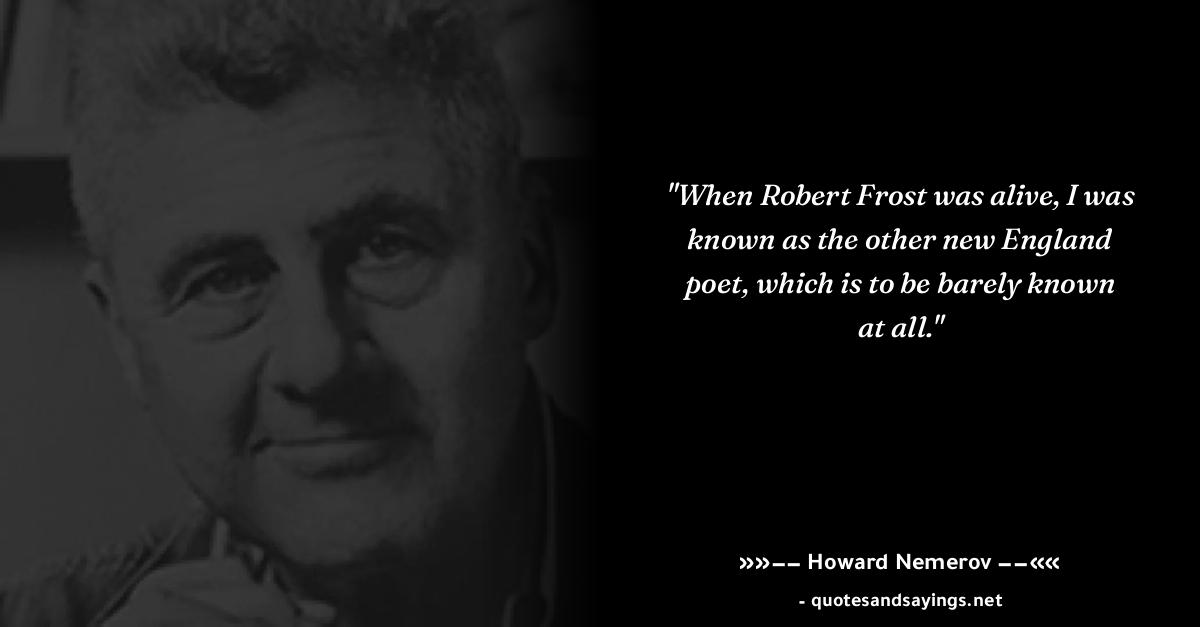 "When Robert Frost was alive, I was
known as the other new England
poet, which is to be barely known
at all."
»»−− Howard Nemerov −−««
- quotesandsayings.net